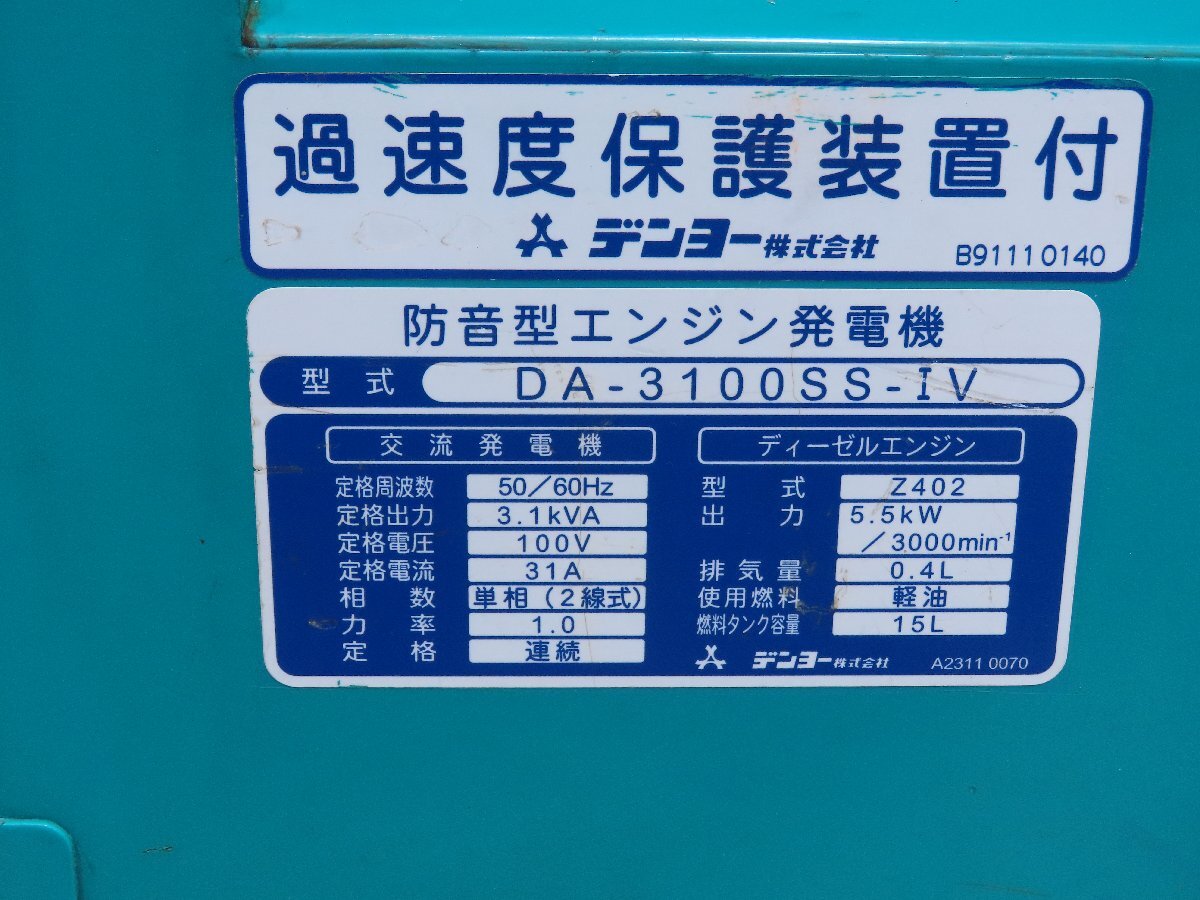 過速度保護装置付
デンヨー株式会社 B91110140
防音型エンジン発電機
型式 DA-3100SS-IV
交流発電機
定格周波数 50/60Hz
定格出力 3.1kVA
定格電圧 100V
定格電流 31A
相数 単相(2線式)
力率 1.0
定格 連続
ディーゼルエンジン
型式 Z402
出力 5.5kW
/3000min⁻¹
排気量 0.4L
使用燃料 軽油
燃料タンク容量 15L
デンヨー株式会社 A2311 0070